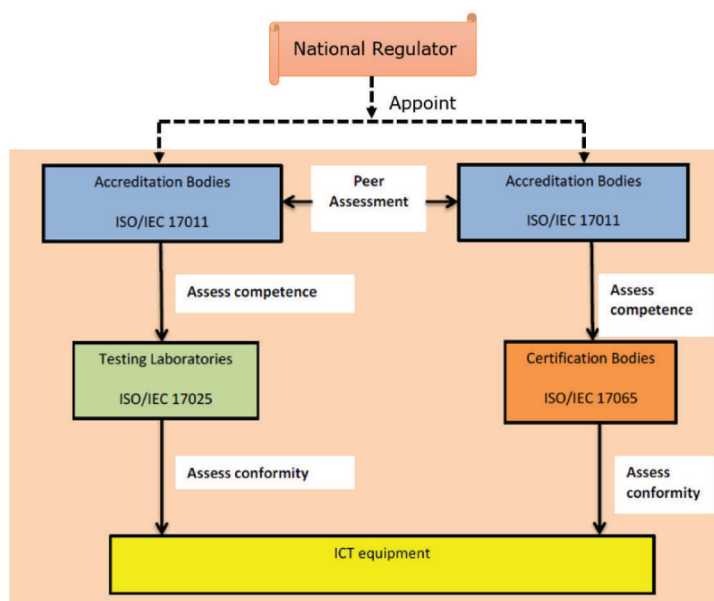 National Regulator
Appoint
Accreditation Bodies
ISO/IEC 17011
Peer
Assessment
Accreditation Bodies
ISO/IEC 17011
Assess competence
Assess
competence
Testing Laboratories
ISO/IEC 17025
Certification Bodies
ISO/IEC 17065
Assess conformity
Assess
conformity
ICT equipment